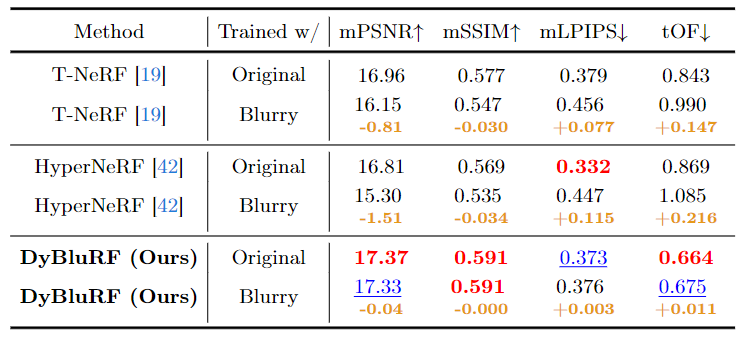 Method Trained w/ mPSNR↑ mSSIM↑ mLPIPS↓ tOF↓
T-NeRF [19] Original 16.96 0.577 0.379 0.843
T-NeRF [19] Blurry 16.15 0.547 0.456 0.990
-0.81 -0.030 +0.077 +0.147
HyperNeRF [42] Original 16.81 0.569 0.332 0.869
HyperNeRF [42] Blurry 15.30 0.535 0.447 1.085
-1.51 -0.034 +0.115 +0.216
DyBluRF (Ours) Original 17.37 0.591 0.373 0.664
DyBluRF (Ours) Blurry 17.33 0.591 0.376 0.675
-0.04 -0.000 +0.003 +0.011